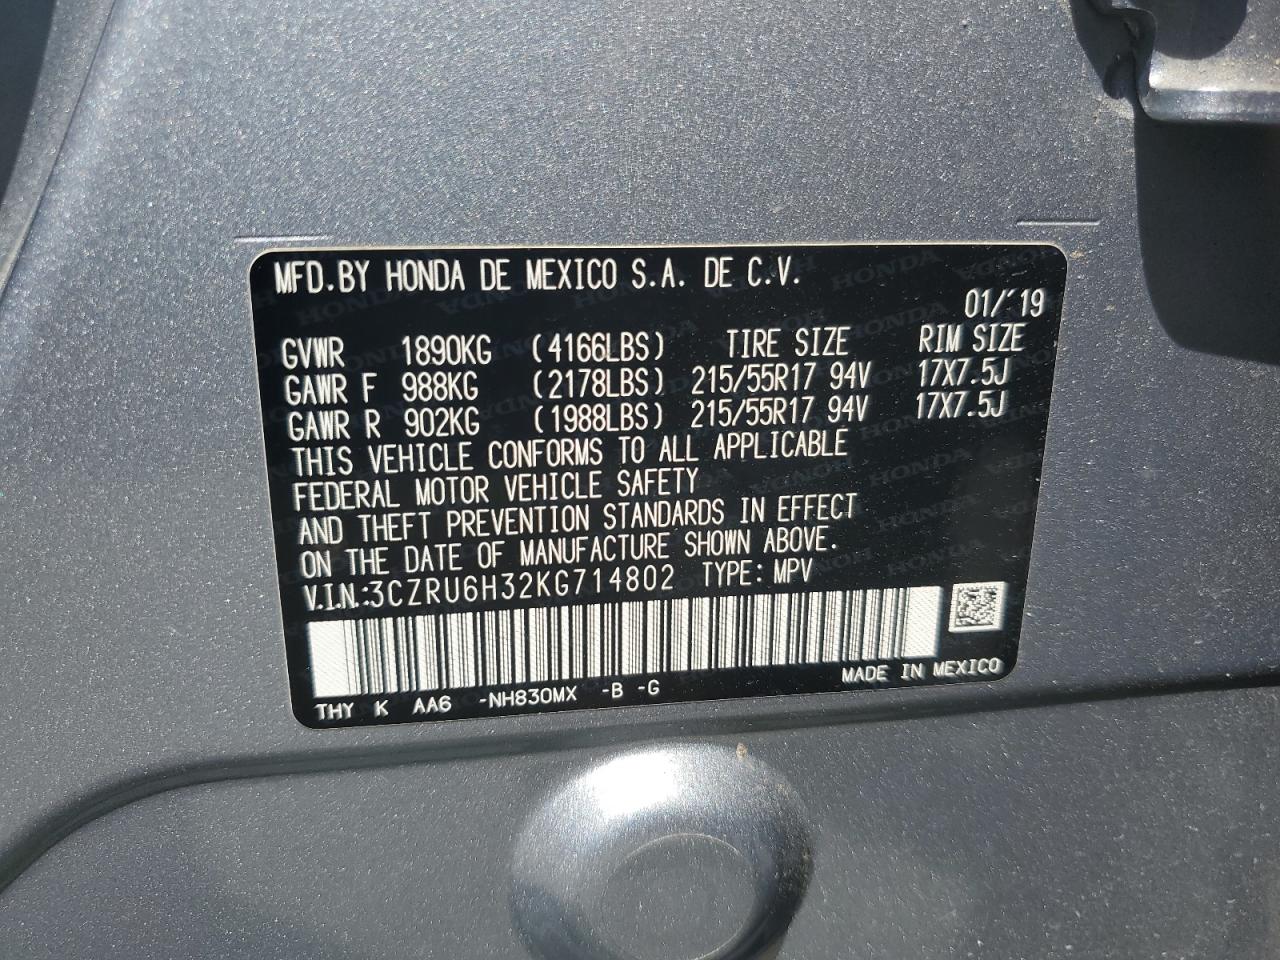 MFD.BY HONDA DE MEXICO S.A. DE C.V.
01/'19
GVWR 1890KG (4166LBS) TIRE SIZE RIM SIZE
GAWR F 988KG (2178LBS) 215/55R17 94V 17X7.5J
GAWR R 902KG (1988LBS) 215/55R17 94V 17X7.5J
THIS VEHICLE CONFORMS TO ALL APPLICABLE
FEDERAL MOTOR VEHICLE SAFETY
AND THEFT PREVENTION STANDARDS IN EFFECT
ON THE DATE OF MANUFACTURE SHOWN ABOVE.
V.I.N.:3CZRU6H32KG714802 TYPE: MPV
MADE IN MEXICO
THY K AA6 -NH830MX -B -G